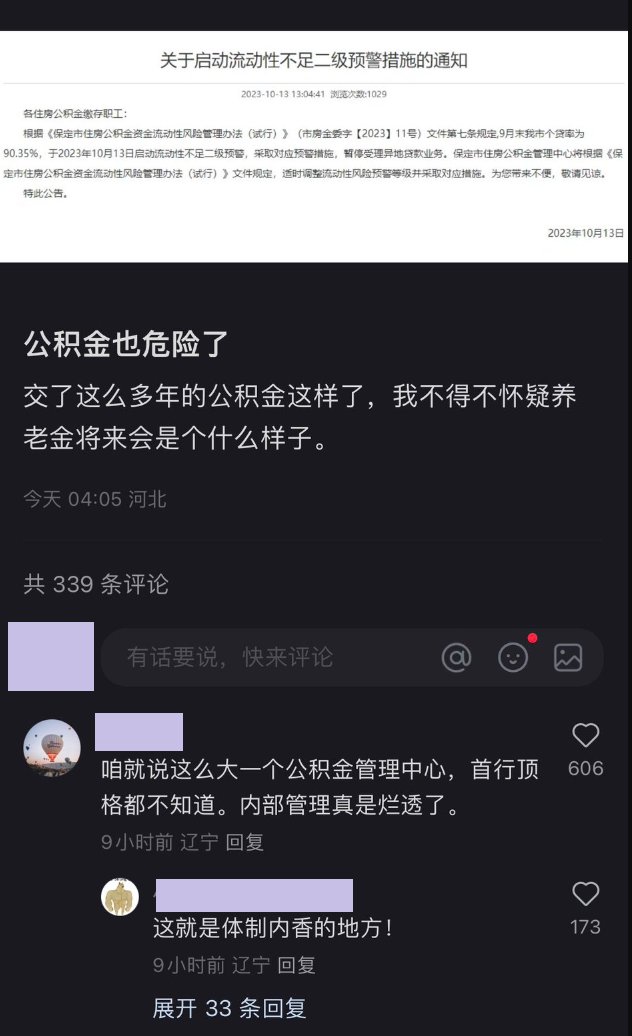 关于启动流动性不足二级预警措施的通知
2023-10-13 13:04:41 浏览次数:1029
各住房公积金缴存职工：
根据《保定市住房公积金资金流动性风险管理办法（试行）》（市房金委字【2023】11号）文件第七条规定,9月末我市个贷率为
90.35%，于2023年10月13日启动流动性不足二级预警，采取对应预警措施，暂停受理异地贷款业务。保定市住房公积金管理中心将根据《保
定市住房公积金资金流动性风险管理办法（试行）》文件规定，适时调整流动性风险预警等级并采取对应措施。为您带来不便，敬请见谅。
特此公告。
2023年10月13日
公积金也危险了
交了这么多年的公积金这样了，我不得不怀疑养
老金将来会是个什么样子。
今天 04:05 河北
共 339 条评论
有话要说，快来评论
咱就说这么大一个公积金管理中心，首行顶
格都不知道。内部管理真是烂透了。
606
9小时前 辽宁 回复
这就是体制内香的地方！
173
9小时前 辽宁 回复
展开 33 条回复